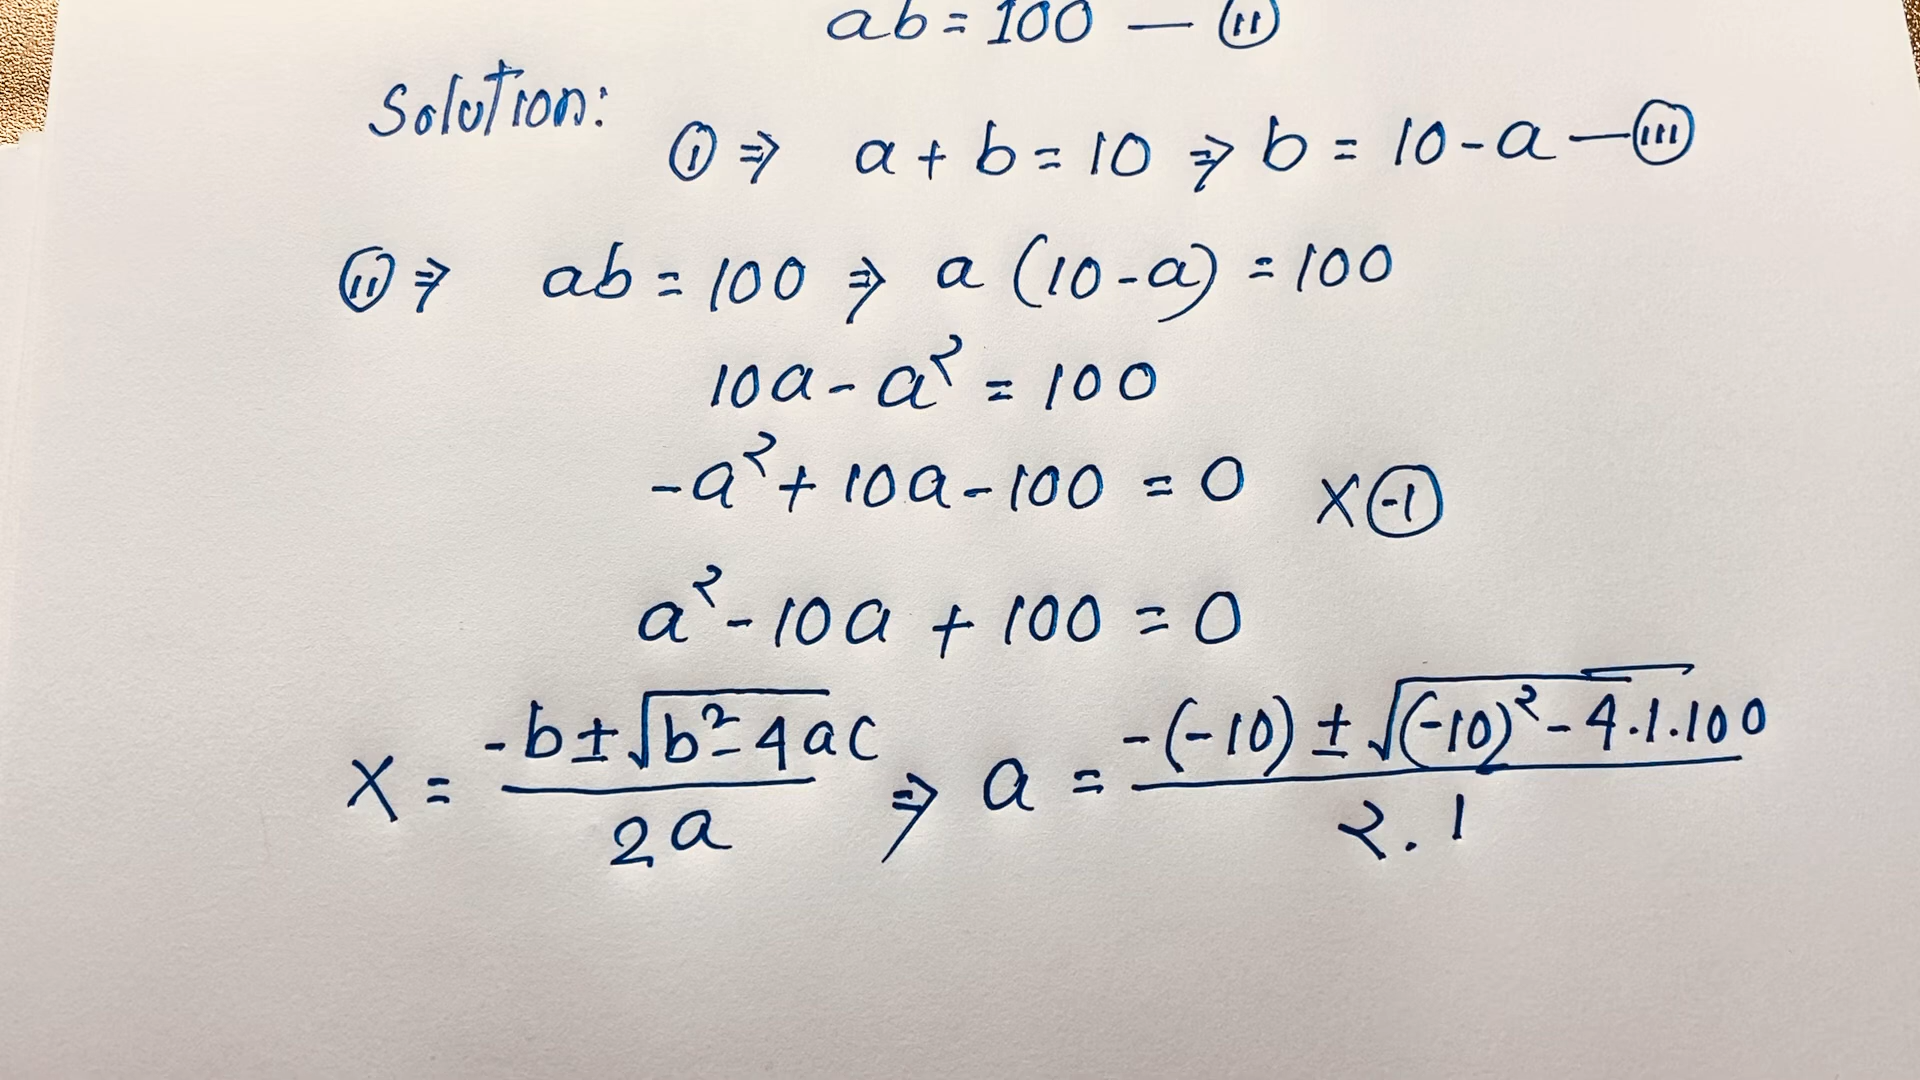 ab = 100 — (ii)
Solution:
(i) ⇒ a + b = 10 ⇒ b = 10 - a — (iii)
(ii) ⇒ ab = 100 ⇒ a (10 - a) = 100
10a - a² = 100
-a² + 10a - 100 = 0 × (-1)
a² - 10a + 100 = 0
x = (-b ± √(b² - 4ac)) / 2a ⇒ a = (-(-10) ± √((-10)² - 4.1.100)) / 2.1